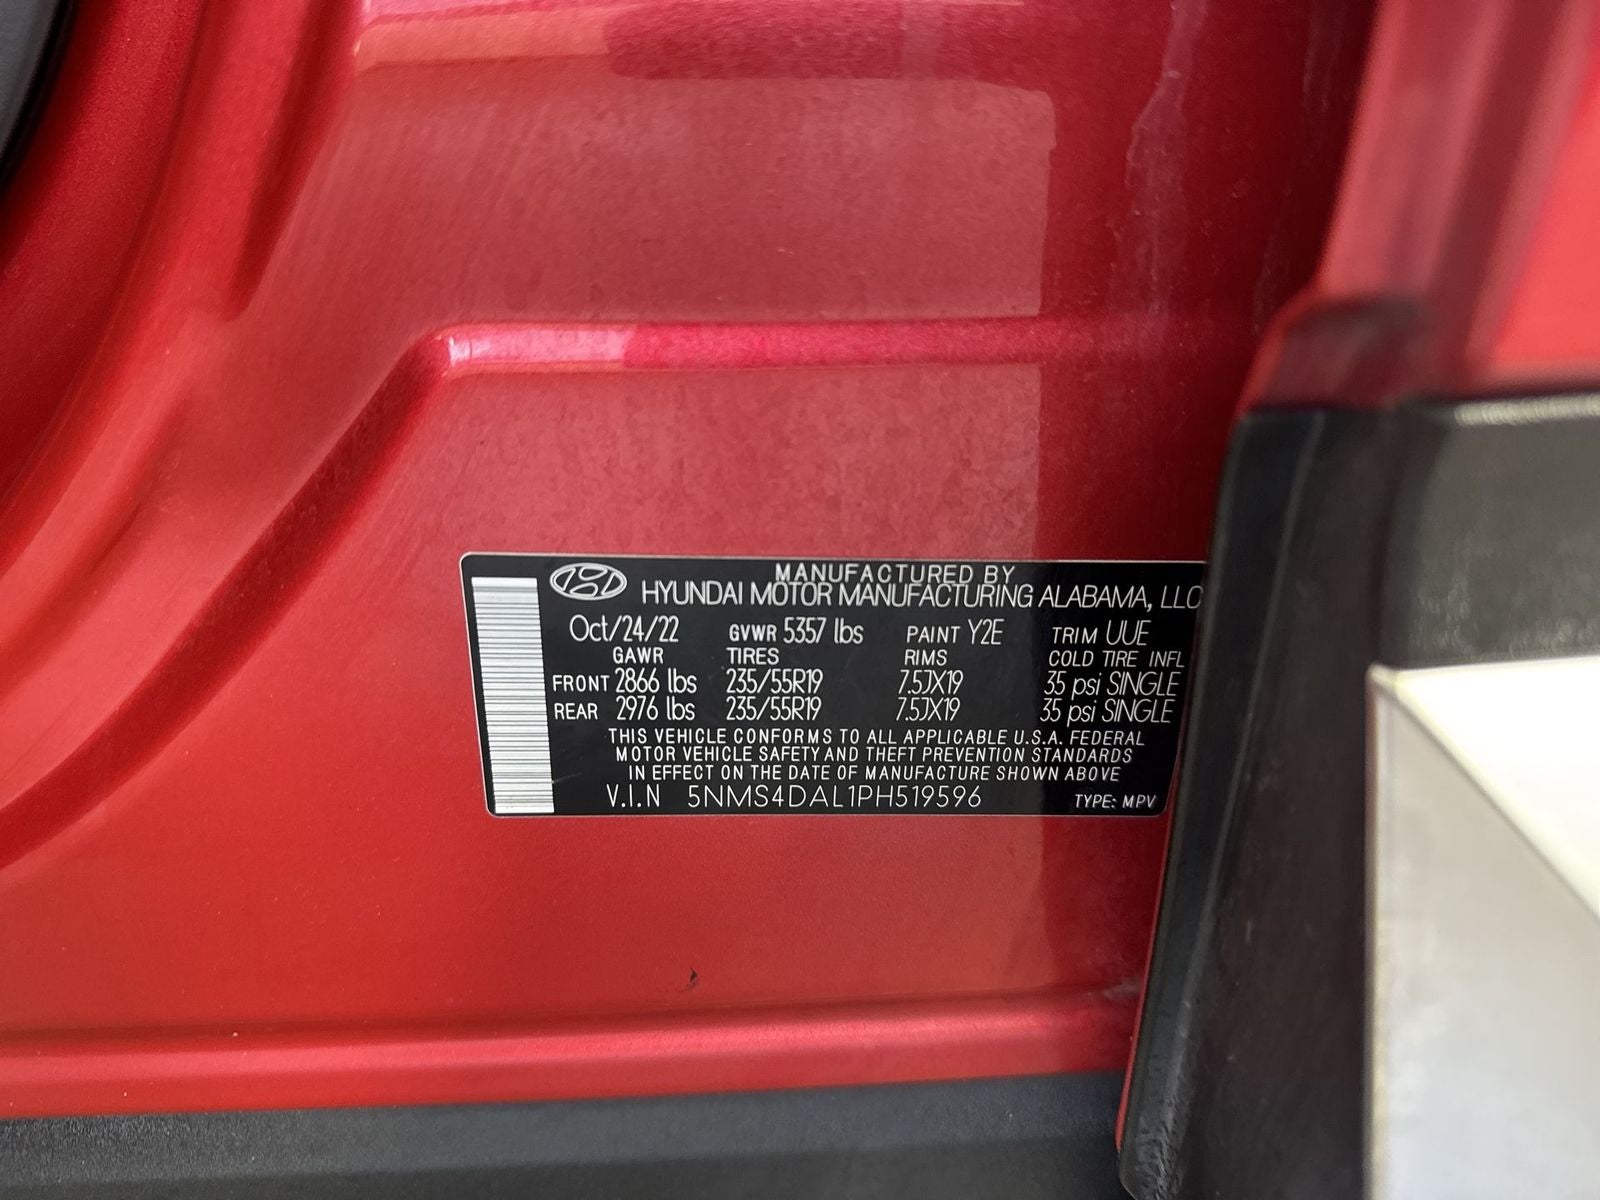 MANUFACTURED BY
HYUNDAI MOTOR MANUFACTURING ALABAMA, LLC
Oct/24/22 GVWR 5357 lbs PAINT Y2E TRIM UUE
GAWR TIRES RIMS COLD TIRE INFL
FRONT 2866 lbs 235/55R19 7.5JX19 35 psi SINGLE
REAR 2976 lbs 235/55R19 7.5JX19 35 psi SINGLE
THIS VEHICLE CONFORMS TO ALL APPLICABLE U.S.A. FEDERAL
MOTOR VEHICLE SAFETY AND THEFT PREVENTION STANDARDS
IN EFFECT ON THE DATE OF MANUFACTURE SHOWN ABOVE
V.I.N 5NMS4DAL1PH519596 TYPE: MPV